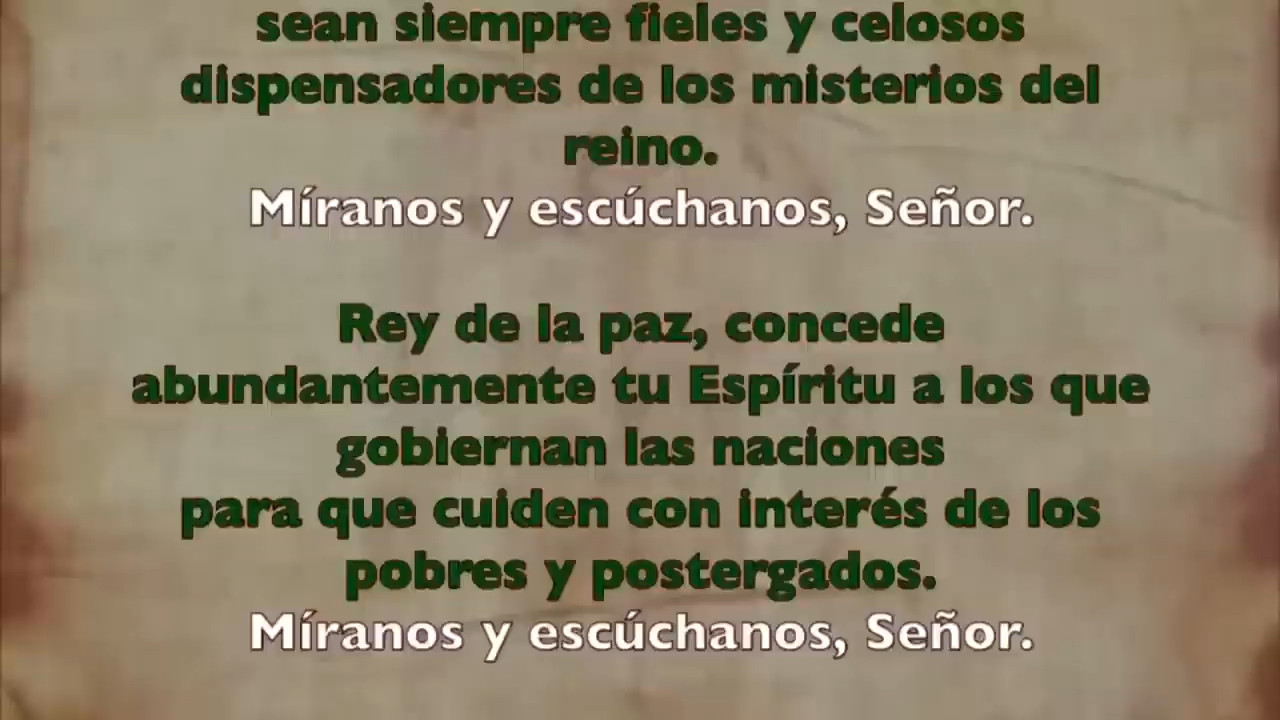 sean siempre fieles y celosos
dispensadores de los misterios del
reino.
Míranos y escúchanos, Señor.
Rey de la paz, concede
abundantemente tu Espíritu a los que
gobiernan las naciones
para que cuiden con interés de los
pobres y postergados.
Míranos y escúchanos, Señor.